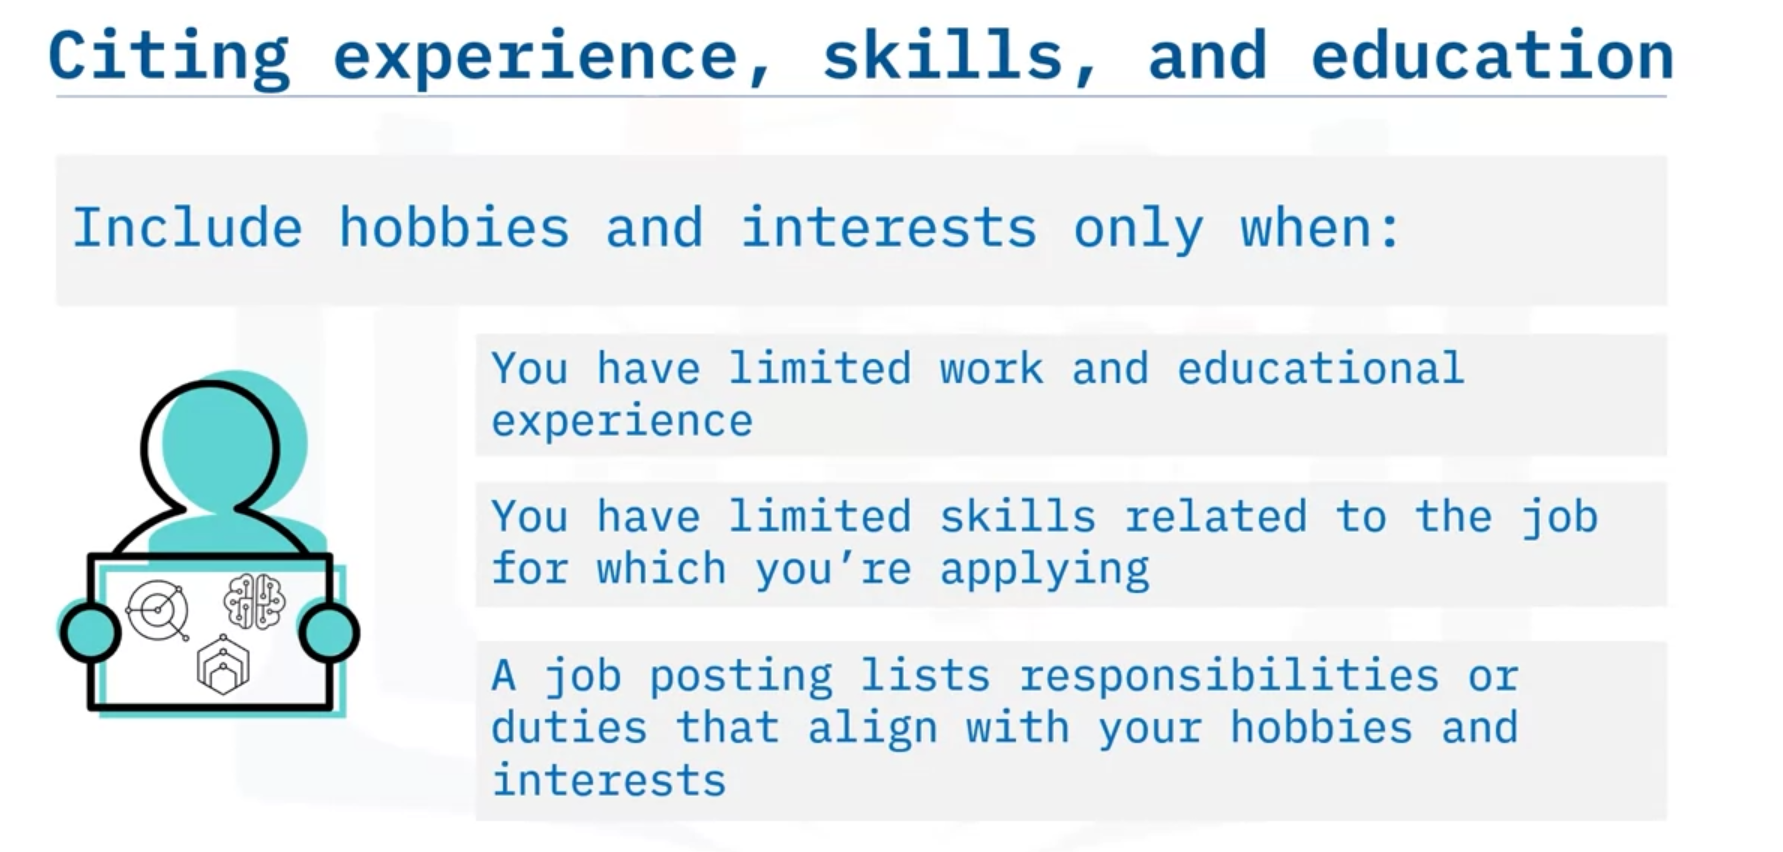 Citing experience, skills, and education
Include hobbies and interests only when:
You have limited work and educational
experience
You have limited skills related to the job
for which you’re applying
A job posting lists responsibilities or
duties that align with your hobbies and
interests